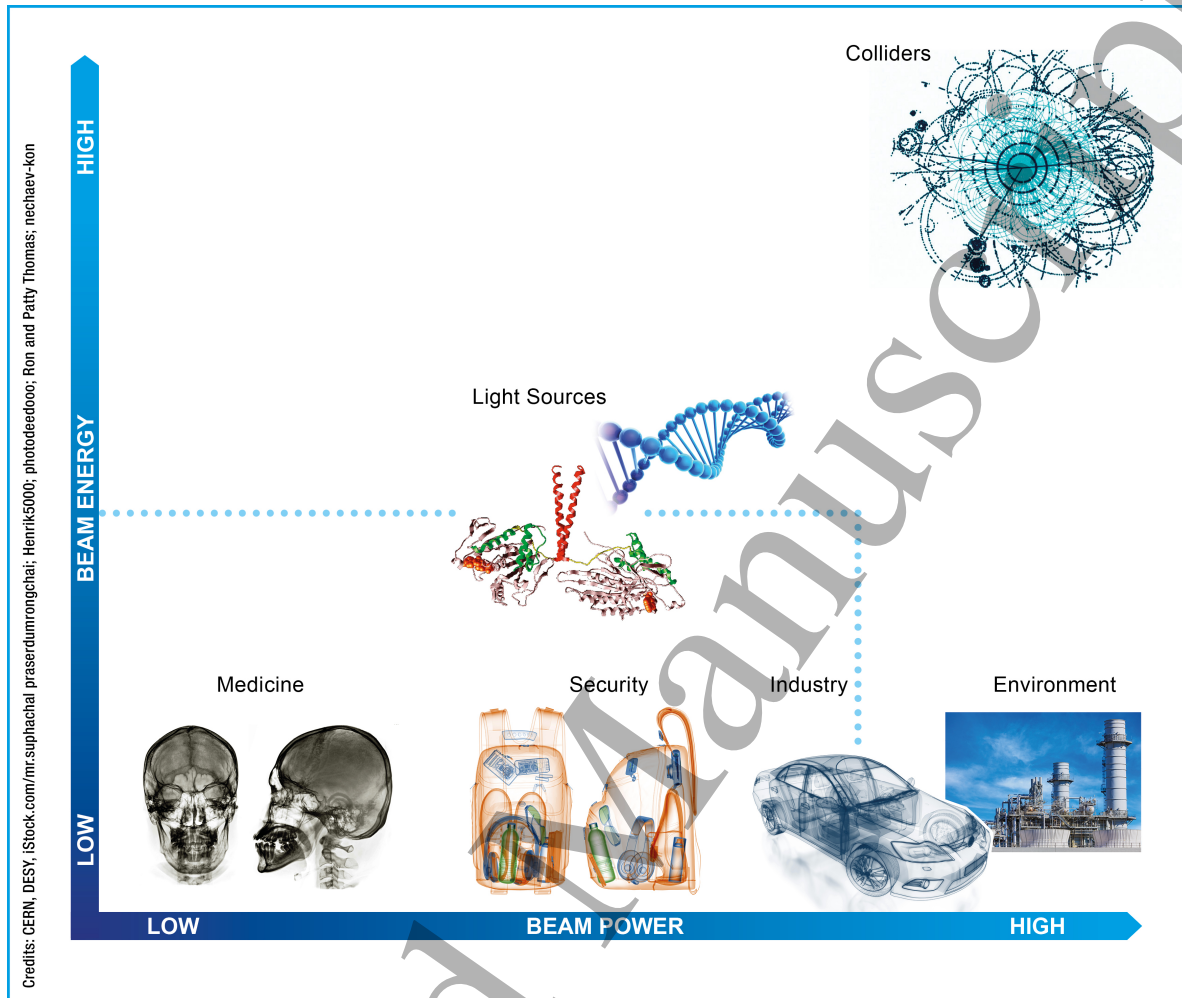 Colliders
HIGH
Credits: CERN, DESY, iStock.com/mr.suphachal praserdumrongchai; Henrik5000; photodeedooo; Ron and Patty Thomas; nechaev-kon
Light Sources
BEAM ENERGY
Medicine
Security
Industry
Environment
LOW
LOW
BEAM POWER
HIGH
d Manuscrip